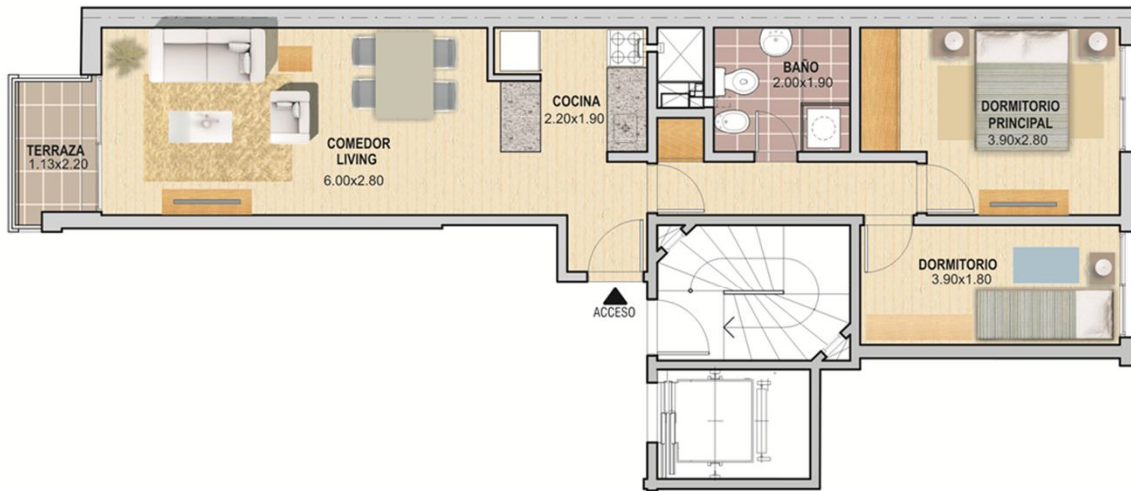 TERRAZA
1.13x2.20
COMEDOR
LIVING
6.00x2.80
COCINA
2.20x1.90
BAÑO
2.00x1.90
DORMITORIO
PRINCIPAL
3.90x2.80
DORMITORIO
3.90x1.80
ACCESO